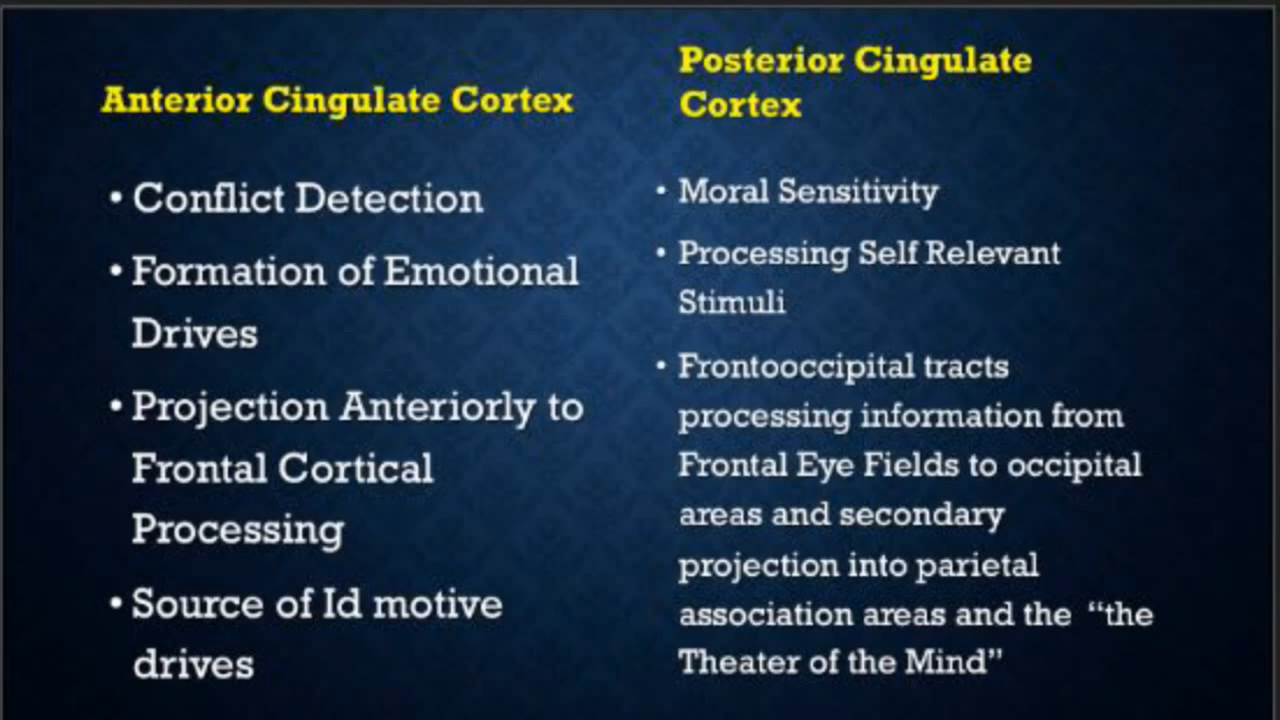 Anterior Cingulate Cortex
• Conflict Detection
• Formation of Emotional
Drives
• Projection Anteriorly to
Frontal Cortical
Processing
• Source of Id motive
drives
Posterior Cingulate
Cortex
• Moral Sensitivity
• Processing Self Relevant
Stimuli
• Frontooccipital tracts
processing information from
Frontal Eye Fields to occipital
areas and secondary
projection into parietal
association areas and the “the
Theater of the Mind”